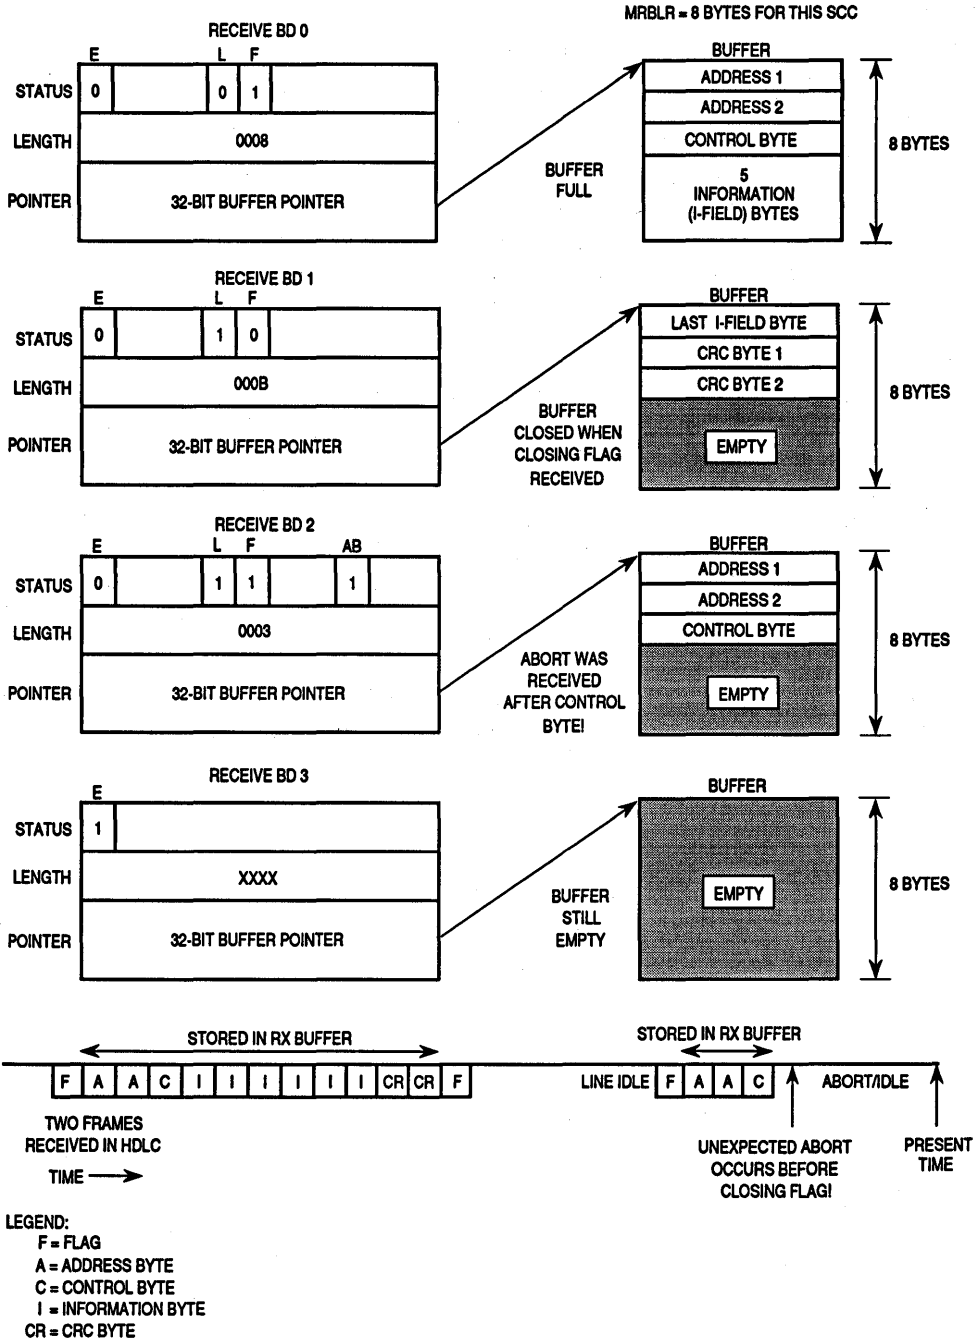 MRBLR = 8 BYTES FOR THIS SCC
RECEIVE BD 0
E L F
STATUS 0 0 1
LENGTH 0008
POINTER 32-BIT BUFFER POINTER
BUFFER FULL
BUFFER
ADDRESS 1
ADDRESS 2
CONTROL BYTE
5
INFORMATION
(I-FIELD) BYTES
8 BYTES
RECEIVE BD 1
E L F
STATUS 0 1 0
LENGTH 000B
POINTER 32-BIT BUFFER POINTER
BUFFER
CLOSED WHEN
CLOSING FLAG
RECEIVED
BUFFER
LAST I-FIELD BYTE
CRC BYTE 1
CRC BYTE 2
EMPTY
8 BYTES
RECEIVE BD 2
E L F AB
STATUS 0 1 1 1
LENGTH 0003
POINTER 32-BIT BUFFER POINTER
ABORT WAS
RECEIVED
AFTER CONTROL
BYTE!
BUFFER
ADDRESS 1
ADDRESS 2
CONTROL BYTE
EMPTY
8 BYTES
RECEIVE BD 3
E
STATUS 1
LENGTH XXXX
POINTER 32-BIT BUFFER POINTER
BUFFER
STILL
EMPTY
BUFFER
EMPTY
8 BYTES
STORED IN RX BUFFER
STORED IN RX BUFFER
F A A C I I I I I I CR CR F
LINE IDLE F A A C ABORT/IDLE
TWO FRAMES
RECEIVED IN HDLC
TIME
UNEXPECTED ABORT
OCCURS BEFORE
CLOSING FLAG!
PRESENT
TIME
LEGEND:
F = FLAG
A = ADDRESS BYTE
C = CONTROL BYTE
I = INFORMATION BYTE
CR = CRC BYTE